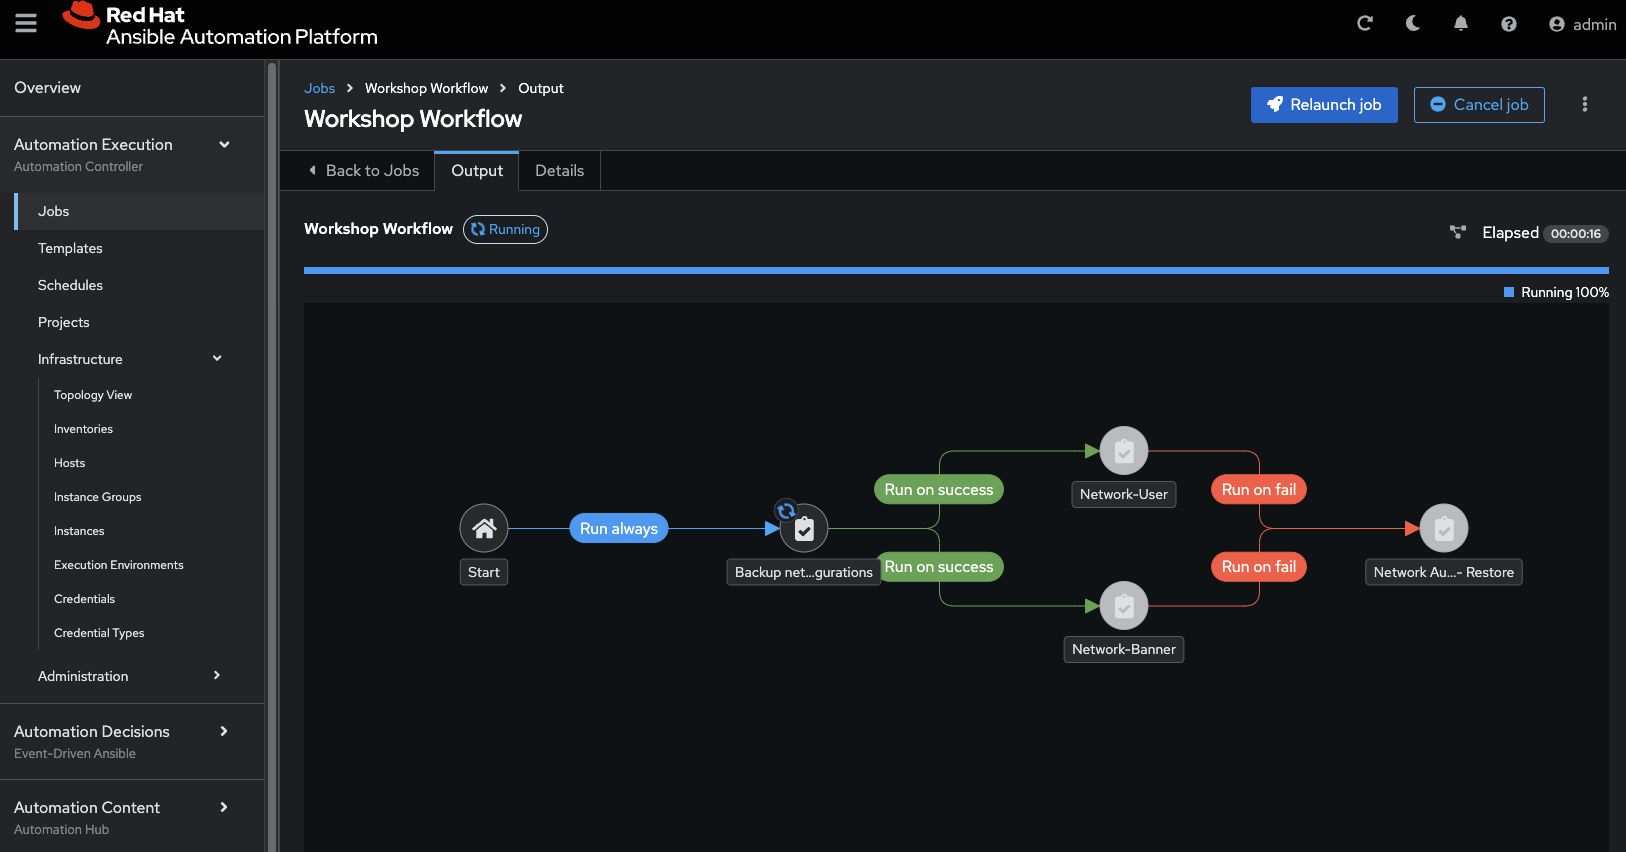 Red Hat
Ansible Automation Platform
admin
Overview
Automation Execution
Automation Controller
Jobs
Templates
Schedules
Projects
Infrastructure
Topology View
Inventories
Hosts
Instance Groups
Instances
Execution Environments
Credentials
Credential Types
Administration
Automation Decisions
Event-Driven Ansible
Automation Content
Automation Hub
Jobs > Workshop Workflow > Output
Workshop Workflow
Relaunch job
Cancel job
Back to Jobs
Output
Details
Workshop Workflow
Running
Elapsed 00:00:16
Running 100%
Start
Run always
Backup net...gurations
Run on success
Run on success
Network-User
Network-Banner
Run on fail
Run on fail
Network Au...- Restore